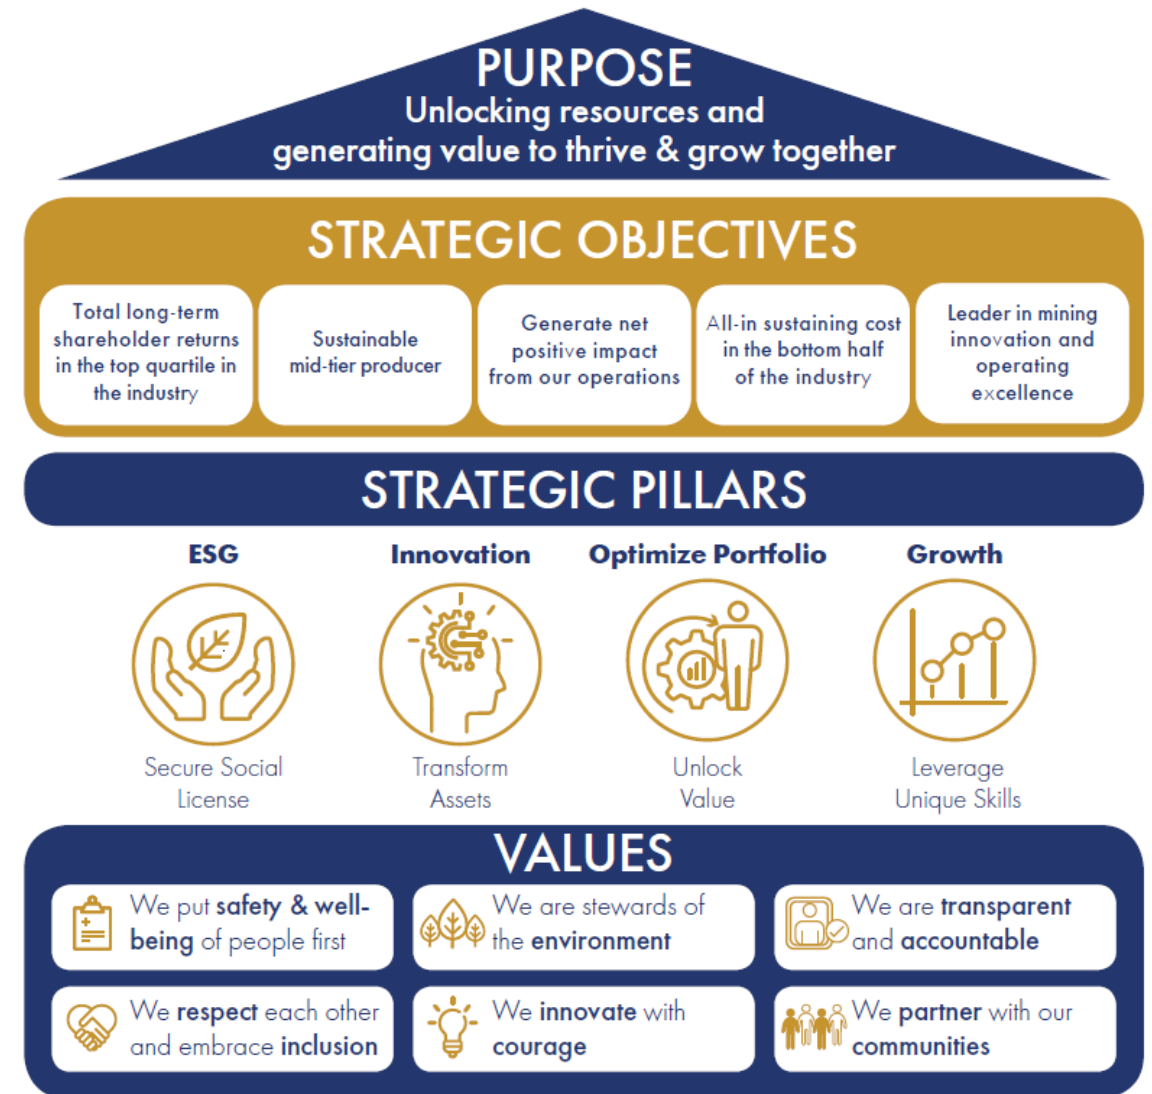 PURPOSE
Unlocking resources and
generating value to thrive & grow together
STRATEGIC OBJECTIVES
Total long-term
shareholder returns
in the top quartile in
the industry
Sustainable
mid-tier producer
Generate net
positive impact
from our operations
All-in sustaining cost
in the bottom half
of the industry
Leader in mining
innovation and
operating
excellence
STRATEGIC PILLARS
ESG
Secure Social
License
Innovation
Transform
Assets
Optimize Portfolio
Unlock
Value
Growth
Leverage
Unique Skills
VALUES
We put safety & well-
being of people first
We are stewards of
the environment
We are transparent
and accountable
We respect each other
and embrace inclusion
We innovate with
courage
We partner with our
communities